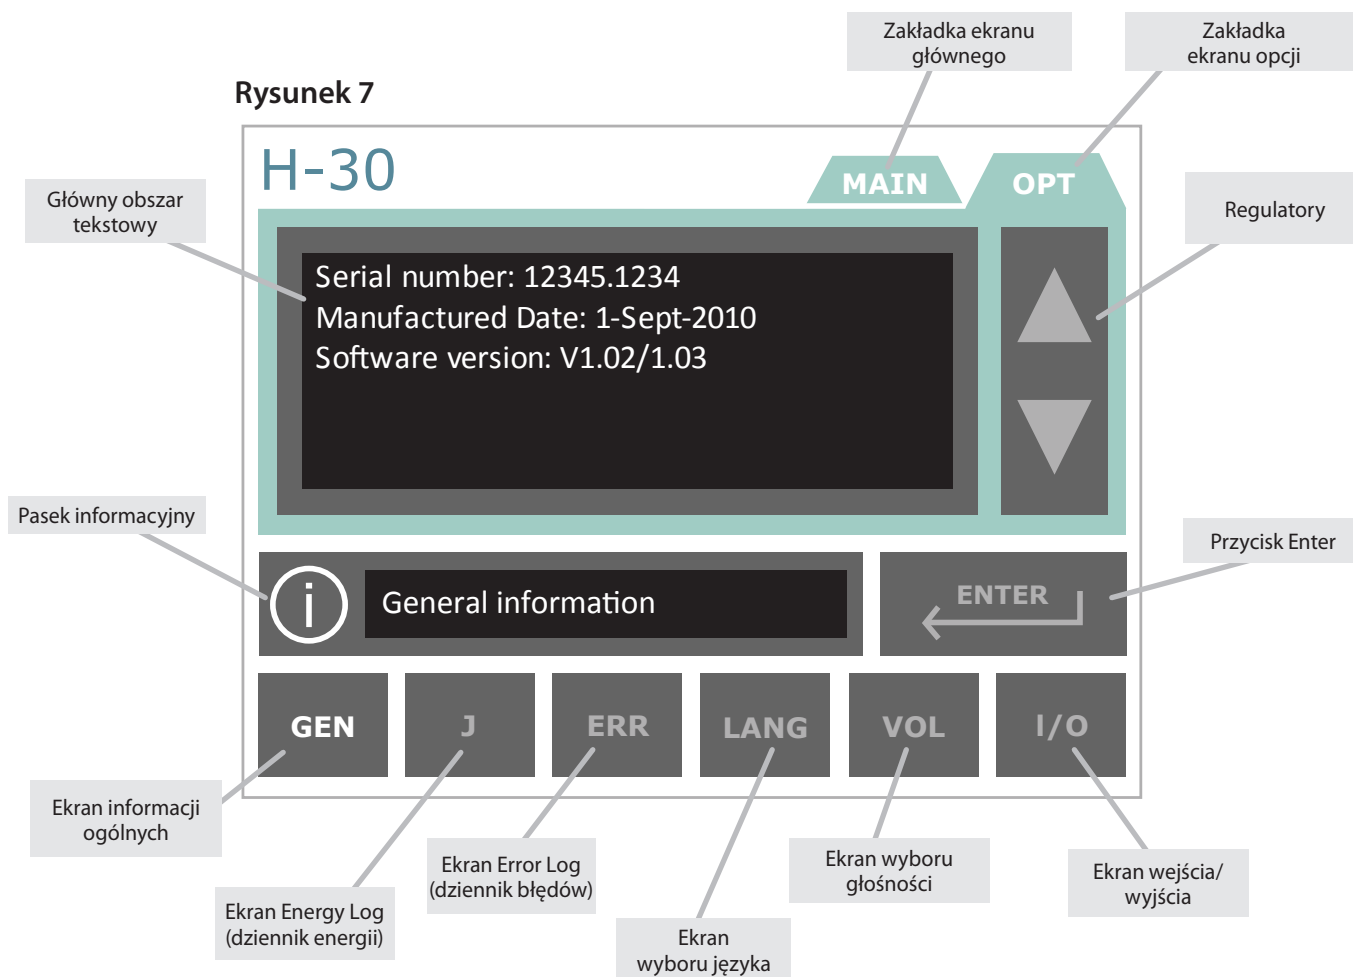 Zakładka ekranu
głównego
Zakładka
ekranu opcji
Rysunek 7
H-30
MAIN
OPT
Główny obszar
tekstowy
Regulatory
Serial number: 12345.1234
Manufactured Date: 1-Sept-2010
Software version: V1.02/1.03
Pasek informacyjny
Przycisk Enter
i
General information
ENTER
GEN
J
ERR
LANG
VOL
I/O
Ekran informacji
ogólnych
Ekran Energy Log
(dziennik energii)
Ekran Error Log
(dziennik błędów)
Ekran
wyboru języka
Ekran wyboru
głośności
Ekran wejścia/
wyjścia